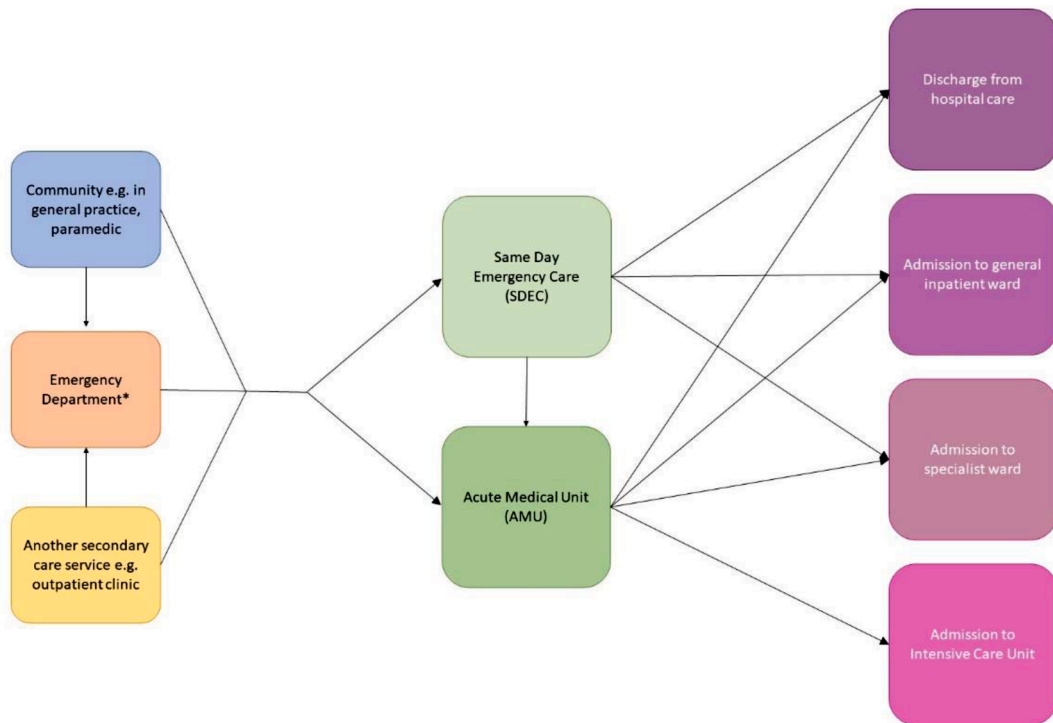 Community e.g. in
general practice,
paramedic
Emergency
Department*
Another secondary
care service e.g.
outpatient clinic
Same Day
Emergency Care
(SDEC)
Acute Medical Unit
(AMU)
Discharge from
hospital care
Admission to general
inpatient ward
Admission to
specialist ward
Admission to
Intensive Care Unit